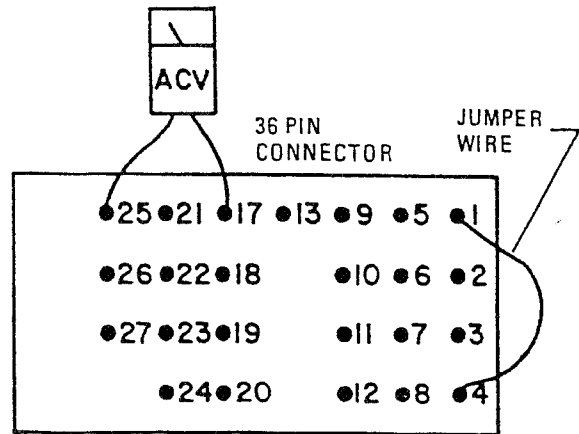 ACV
36 PIN
CONNECTOR
JUMPER
WIRE
25 21 17 13 9 5 1
26 22 18 10 6 2
27 23 19 11 7 3
24 20 12 8 4